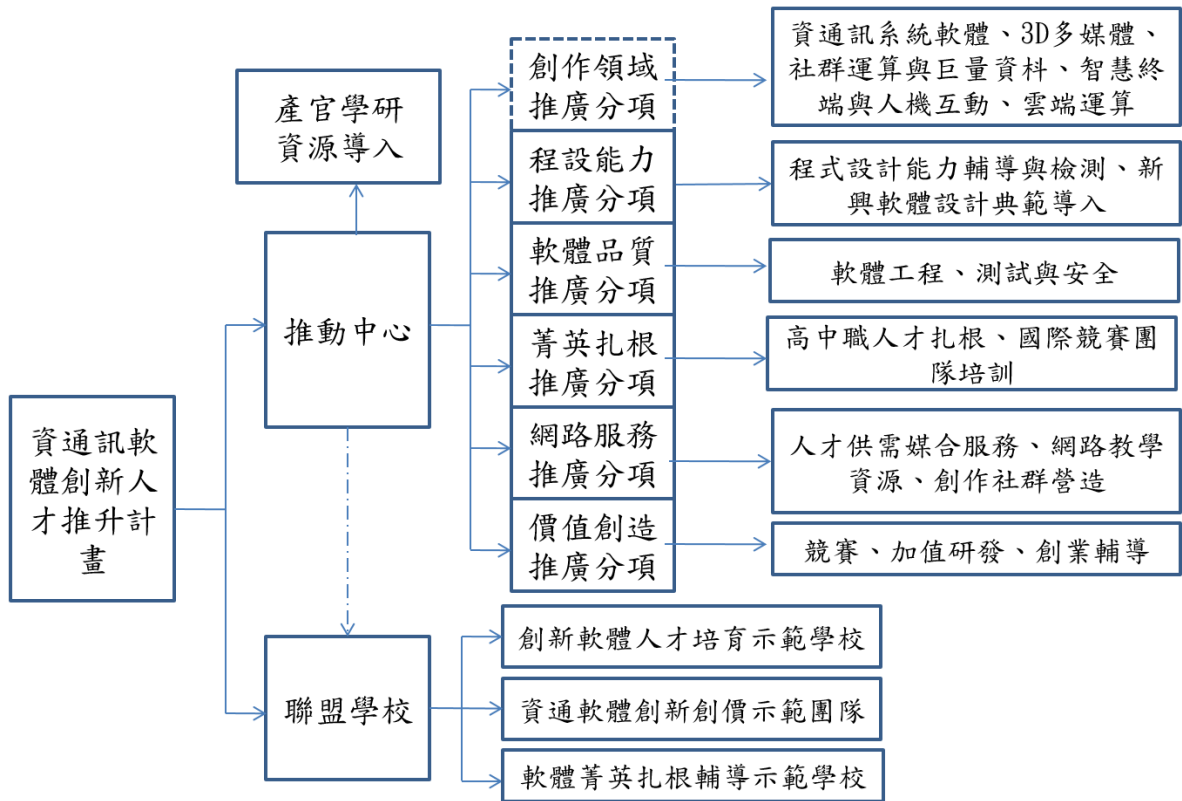 資通訊軟
體創新人
才推升計
畫
產官學研
資源導入
推動中心
聯盟學校
創作領域
推廣分項
程設能力
推廣分項
軟體品質
推廣分項
菁英扎根
推廣分項
網路服務
推廣分項
價值創造
推廣分項
資通訊系統軟體、3D多媒體、
社群運算與巨量資料、智慧終
端與人機互動、雲端運算
程式設計能力輔導與檢測、新
興軟體設計典範導入
軟體工程、測試與安全
高中職人才扎根、國際競賽團
隊培訓
人才供需媒合服務、網路教學
資源、創作社群營造
競賽、加值研發、創業輔導
創新軟體人才培育示範學校
資通軟體創新創價示範團隊
軟體菁英扎根輔導示範學校